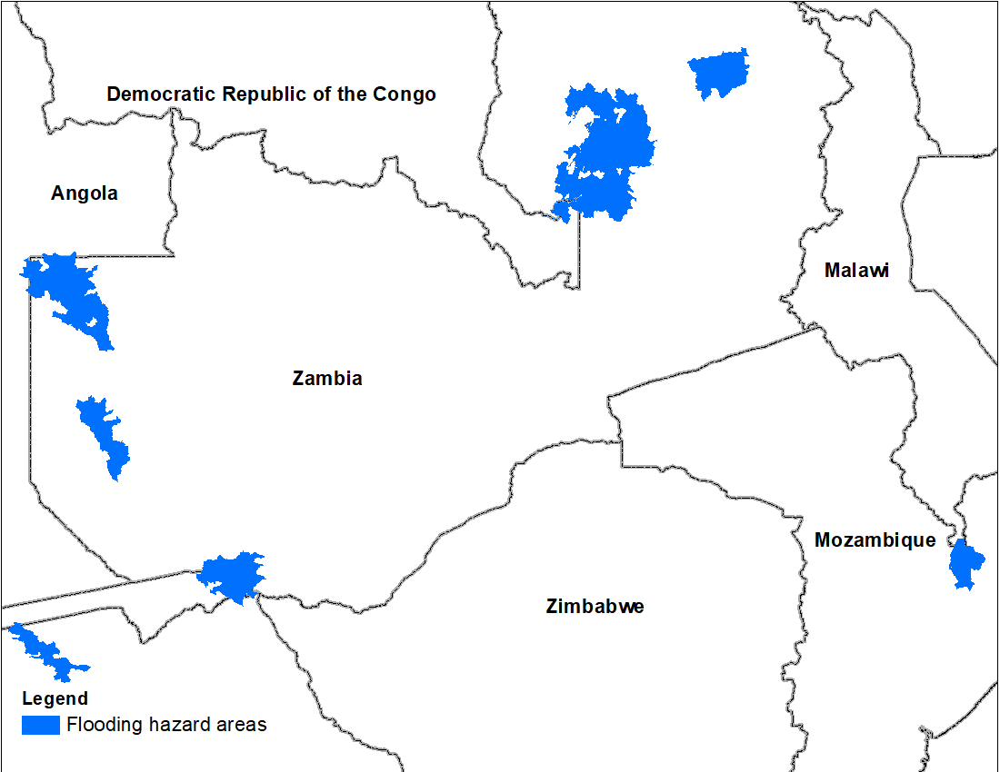 Democratic Republic of the Congo
Angola
Malawi
Zambia
Mozambique
Zimbabwe
Legend
Flooding hazard areas